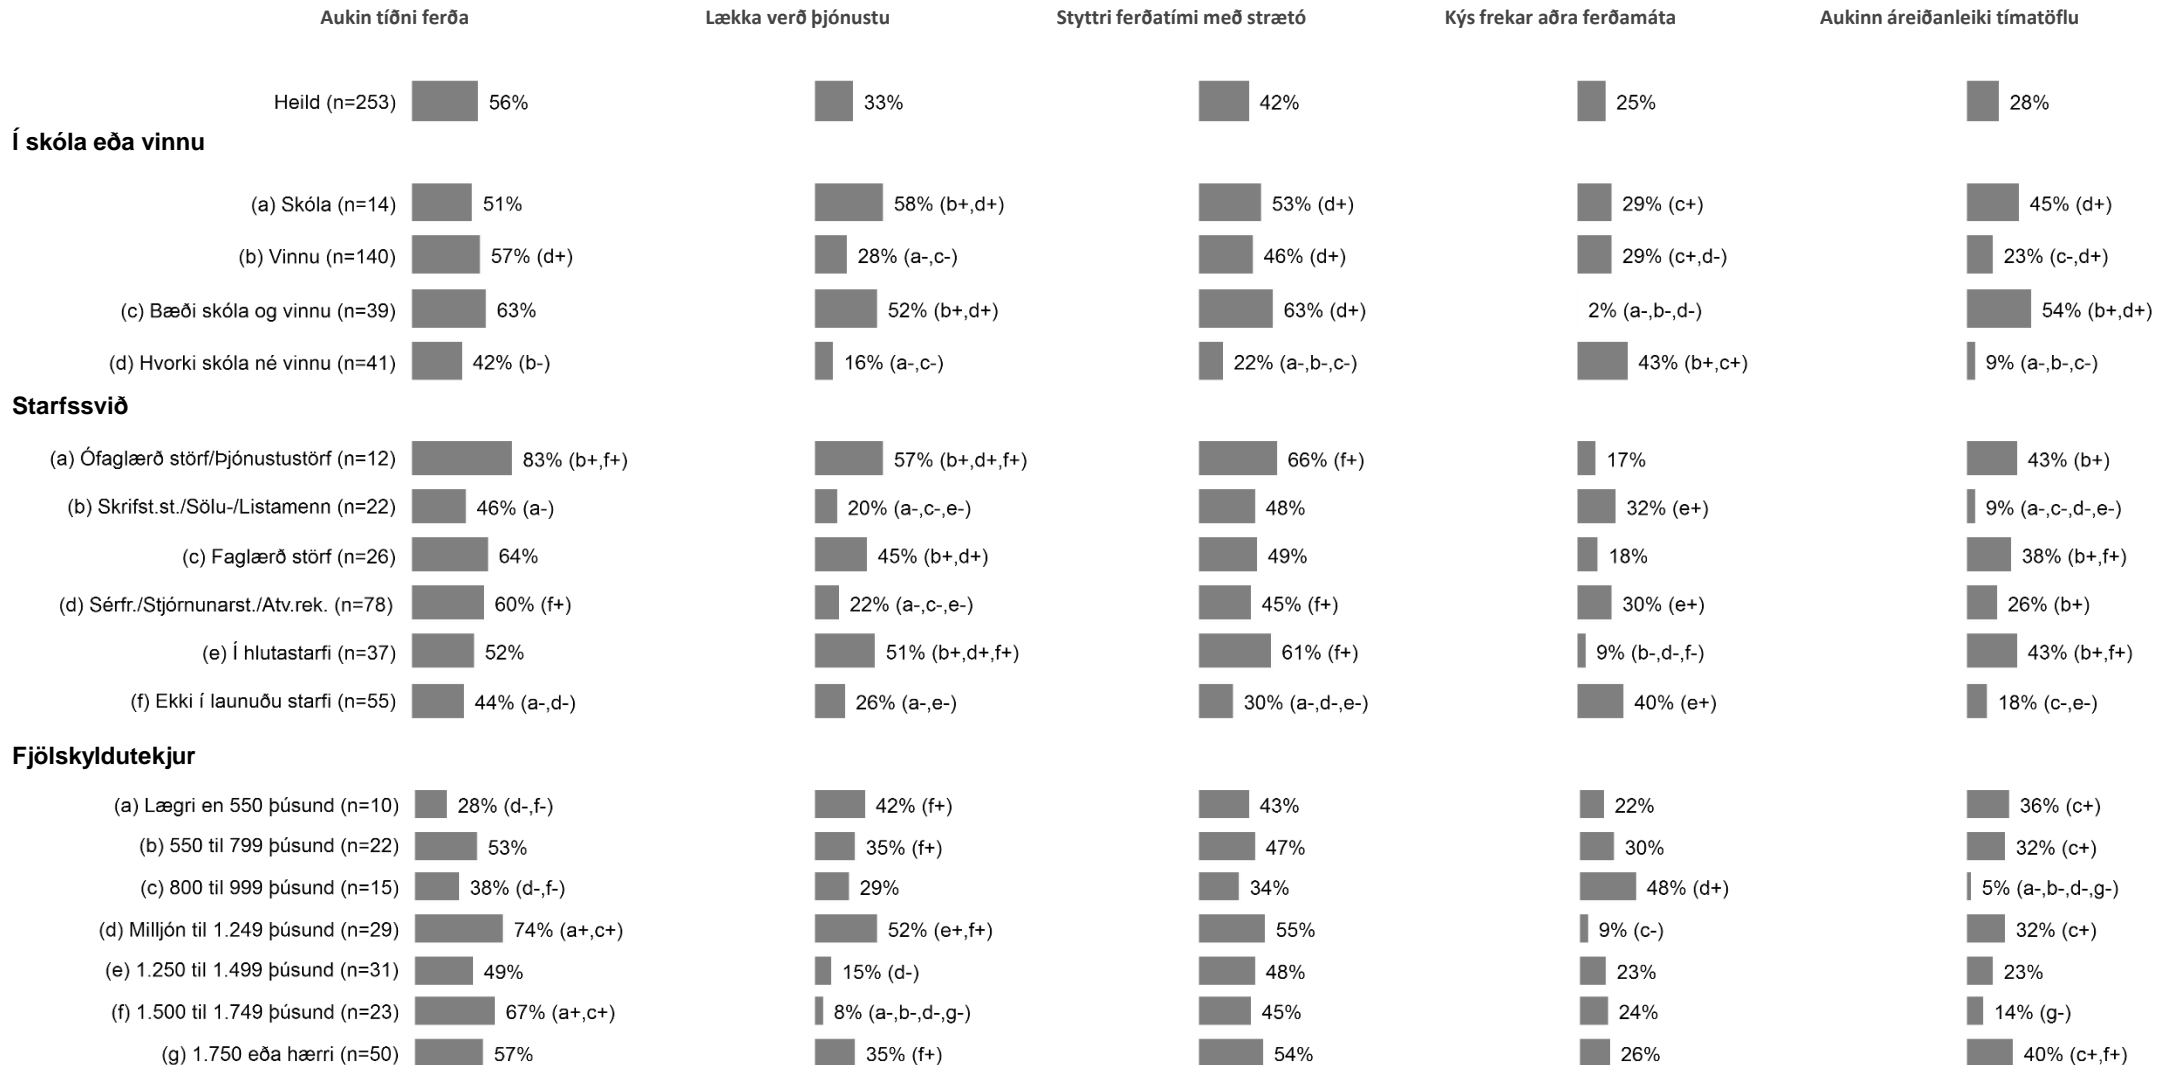 Aukin tíðni ferða Lækka verð þjónustu Styttri ferðatími með strætó Kýs frekar aðra ferðamáta Aukinn áreiðanleiki tímatöflu
Heild (n=253) 56% 33% 42% 25% 28%
Í skóla eða vinnu
(a) Skóla (n=14) 51% 58% (b+,d+) 53% (d+) 29% (c+) 45% (d+)
(b) Vinnu (n=140) 57% (d+) 28% (a-,c-) 46% (d+) 29% (c+,d-) 23% (c-,d+)
(c) Bæði skóla og vinnu (n=39) 63% 52% (b+,d+) 63% (d+) 2% (a-,b-,d-) 54% (b+,d+)
(d) Hvorki skóla né vinnu (n=41) 42% (b-) 16% (a-,c-) 22% (a-,b-,c-) 43% (b+,c+) 9% (a-,b-,c-)
Starfssvið
(a) Ófaglærð störf/Þjónustustörf (n=12) 83% (b+,f+) 57% (b+,d+,f+) 66% (f+) 17% 43% (b+)
(b) Skrifst.st./Sölu-/Listamenn (n=22) 46% (a-) 20% (a-,c-,e-) 48% 32% (e+) 9% (a-,c-,d-,e-)
(c) Faglærð störf (n=26) 64% 45% (b+,d+) 49% 18% 38% (b+,f+)
(d) Sérfr./Stjórnunarst./Atv.rek. (n=78) 60% (f+) 22% (a-,c-,e-) 45% (f+) 30% (e+) 26% (b+)
(e) Í hlutastarfi (n=37) 52% 51% (b+,d+,f+) 61% (f+) 9% (b-,d-,f-) 43% (b+,f+)
(f) Ekki í launuðu starfi (n=55) 44% (a-,d-) 26% (a-,e-) 30% (a-,d-,e-) 40% (e+) 18% (c-,e-)
Fjölskyldutekjur
(a) Lægri en 550 þúsund (n=10) 28% (d-,f-) 42% (f+) 43% 22% 36% (c+)
(b) 550 til 799 þúsund (n=22) 53% 35% (f+) 47% 30% 32% (c+)
(c) 800 til 999 þúsund (n=15) 38% (d-,f-) 29% 34% 48% (d+) 5% (a-,b-,d-,g-)
(d) Milljón til 1.249 þúsund (n=29) 74% (a+,c+) 52% (e+,f+) 55% 9% (c-) 32% (c+)
(e) 1.250 til 1.499 þúsund (n=31) 49% 15% (d-) 48% 23% 23%
(f) 1.500 til 1.749 þúsund (n=23) 67% (a+,c+) 8% (a-,b-,d-,g-) 45% 24% 14% (g-)
(g) 1.750 eða hærri (n=50) 57% 35% (f+) 54% 26% 40% (c+,f+)